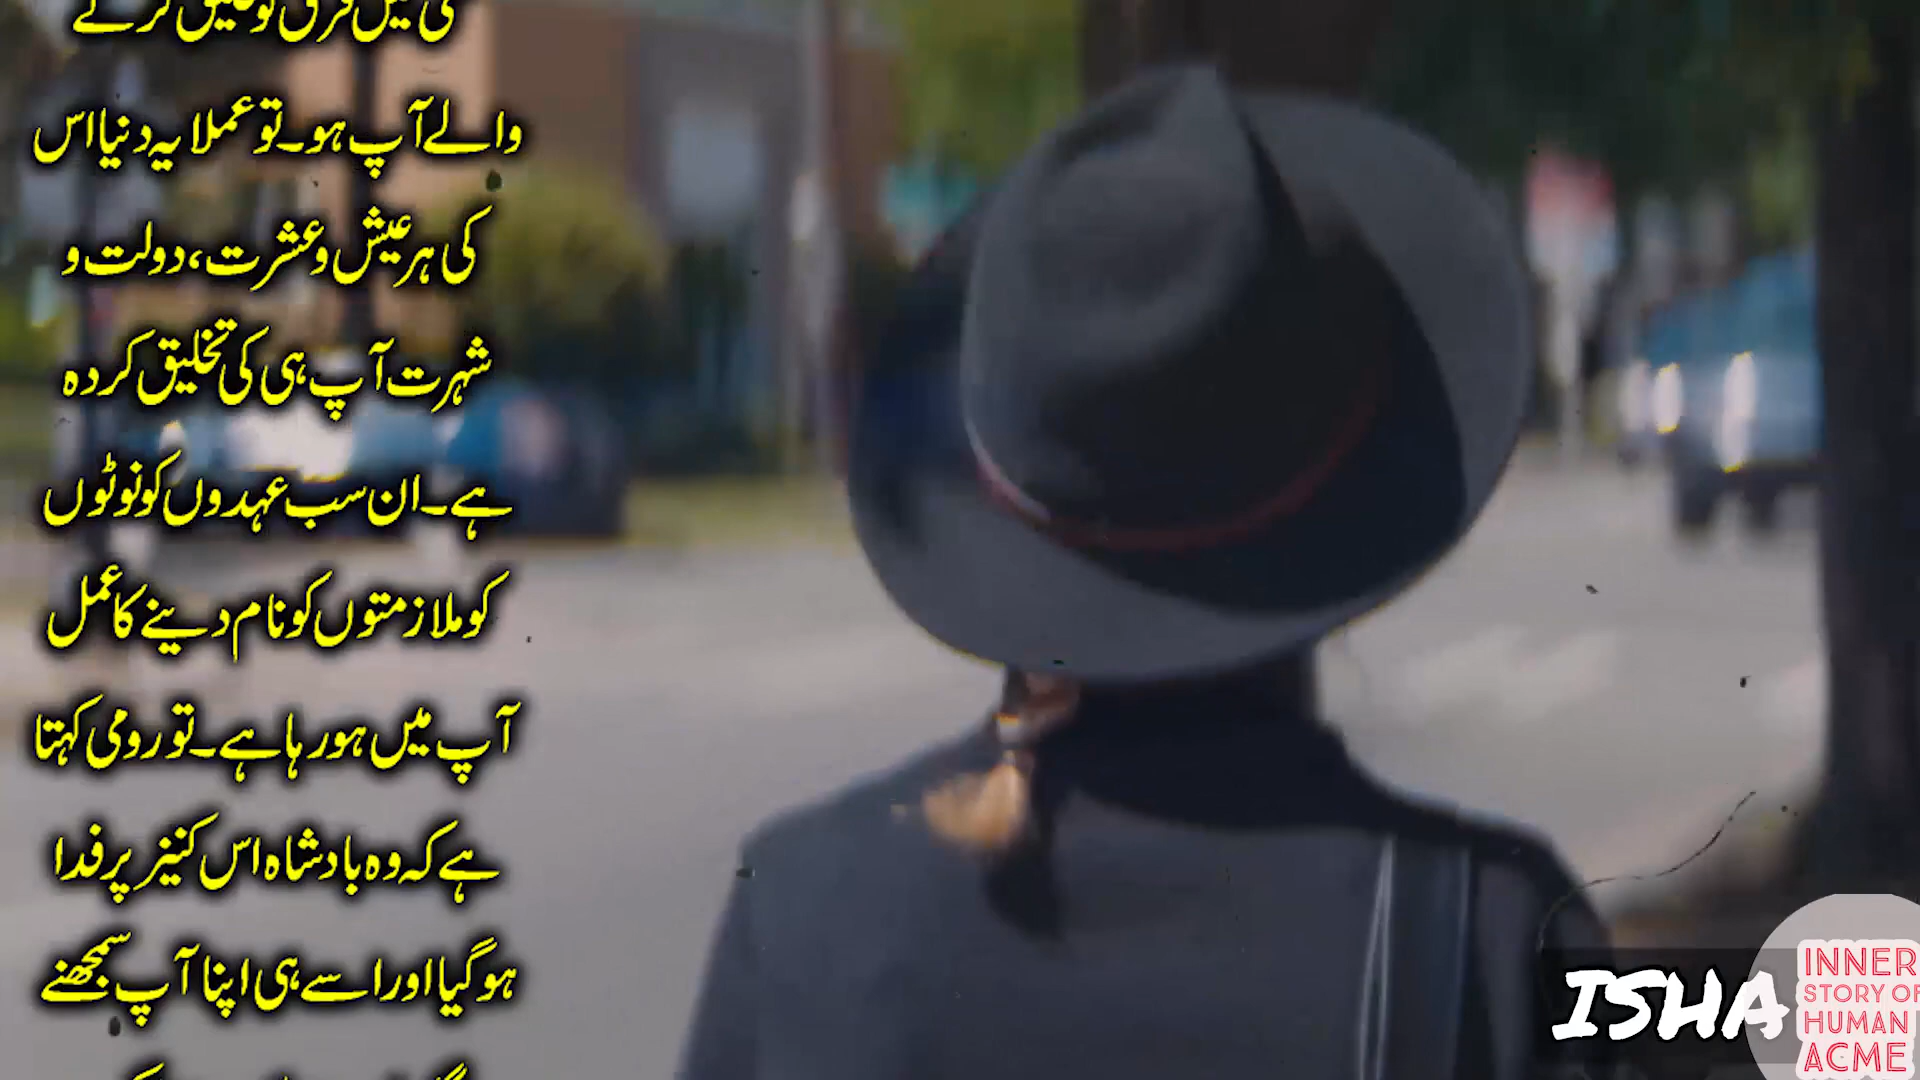 والے آپ ہو۔ تو عملا یہ دنیا اس
کی ہر عیش و عشرت، دولت و
شہرت آپ ہی کی تخلیق کردہ
ہے۔ ان سب عہدوں کو نوٹوں
کو ملازمتوں کو نام دینے کا عمل
آپ میں ہو رہا ہے۔ تو رومی کہتا
ہے کہ وہ بادشاہ اس کنیز پر فدا
ہو گیا اور اسے ہی اپنا آپ سمجھنے
ISHA
INNER
STORY OF
HUMAN
ACME